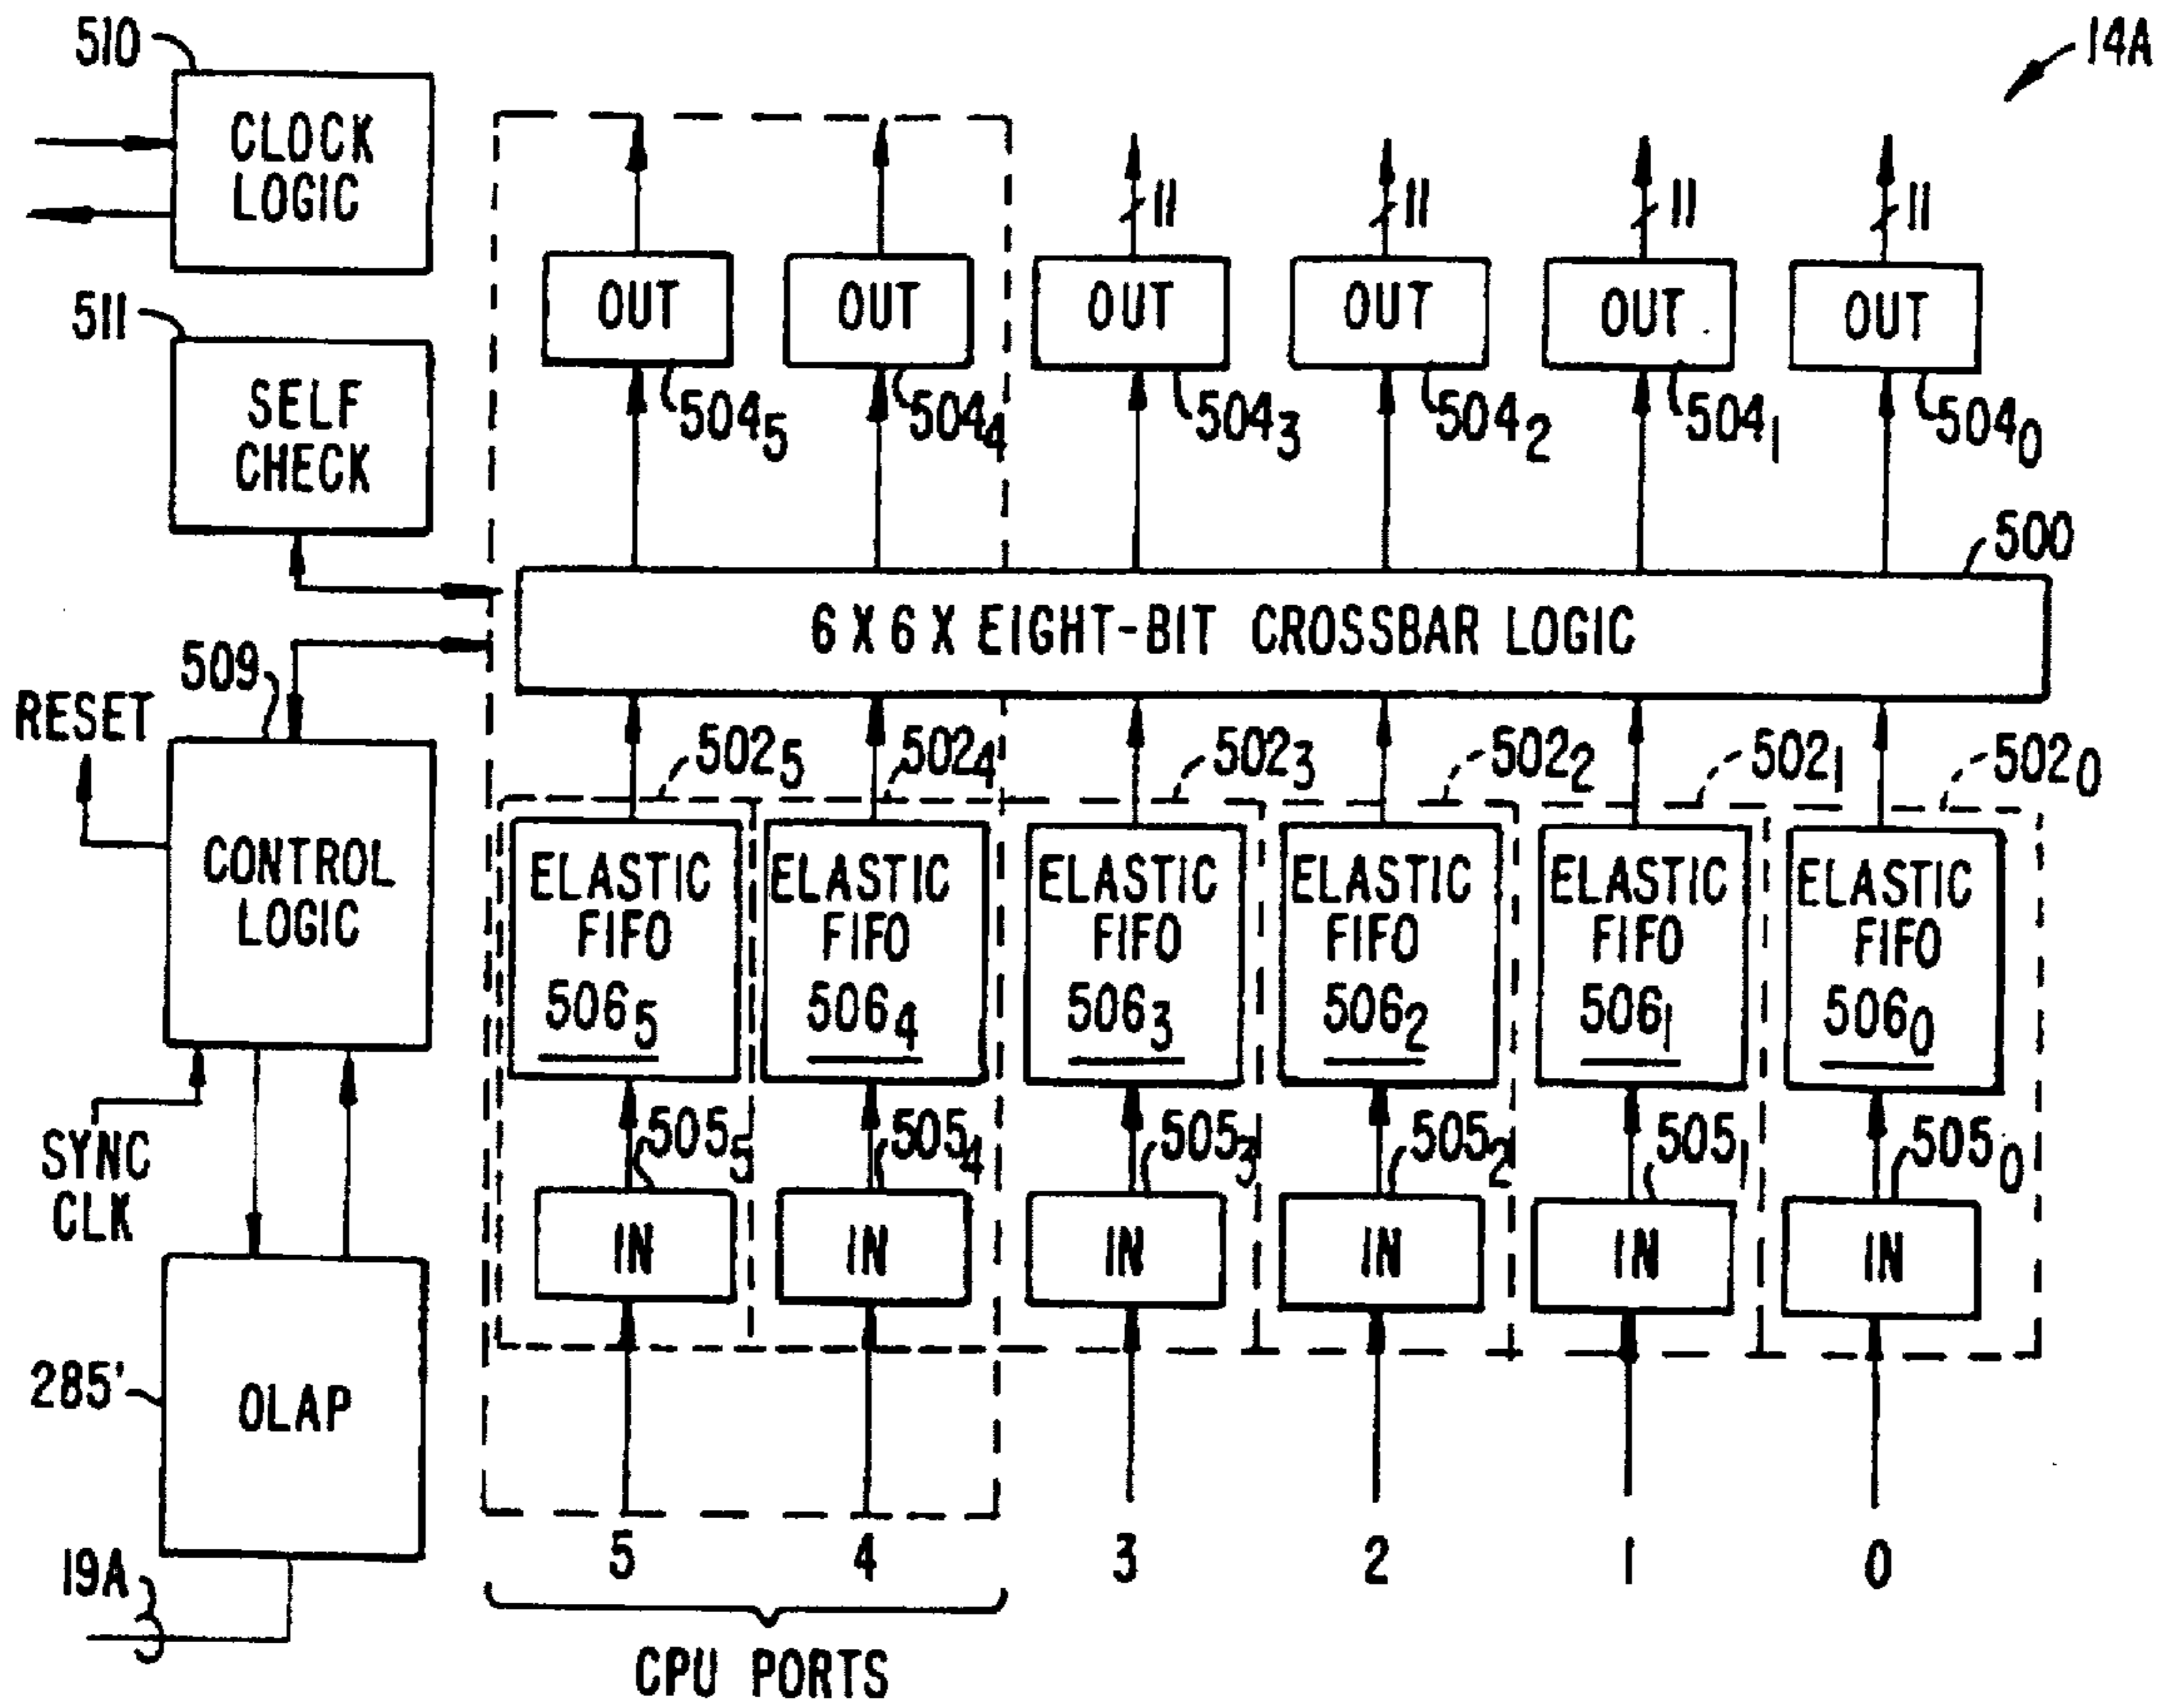 510
14A
CLOCK
LOGIC
11 11 11 11
511
OUT OUT OUT OUT OUT OUT
504₅ 504₄ 504₃ 504₂ 504₁ 504₀
SELF
CHECK
500
6 X 6 X EIGHT-BIT CROSSBAR LOGIC
509
RESET
502₅ 502₄ 502₃ 502₂ 502₁ 502₀
CONTROL
LOGIC
ELASTIC
FIFO
506₅
ELASTIC
FIFO
506₄
ELASTIC
FIFO
506₃
ELASTIC
FIFO
506₂
ELASTIC
FIFO
506₁
ELASTIC
FIFO
506₀
SYNC
CLK
505₅ 505₄ 505₃ 505₂ 505₁ 505₀
IN IN IN IN IN IN
285'
OLAP
19A
5 4 3 2 1 0
CPU PORTS